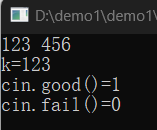 D:\demo1\demo1\
123 456
k=123
cin.good()=1
cin.fail()=0